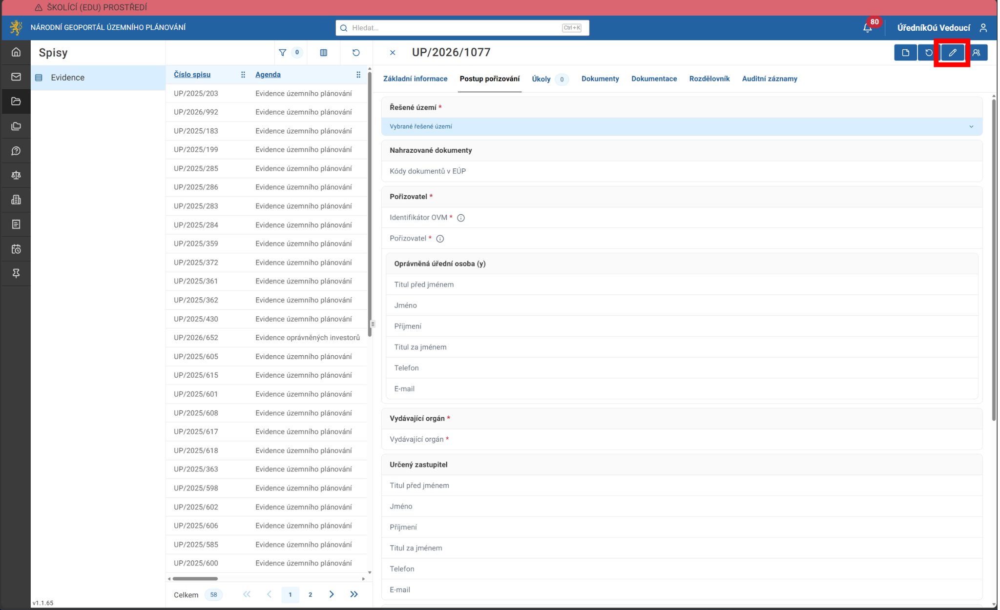 ŠKOLÍCÍ (EDU) PROSTŘEDÍ
NÁRODNÍ GEOPORTÁL ÚZEMNÍHO PLÁNOVÁNÍ
Hledat...
Ctrl+K
80
ÚředníkOú Vedoucí
Spisy
0
UP/2026/1077
Evidence
Číslo spisu Agenda
UP/2025/203 Evidence územního plánování
UP/2026/992 Evidence územního plánování
UP/2025/183 Evidence územního plánování
UP/2025/199 Evidence územního plánování
UP/2025/285 Evidence územního plánování
UP/2025/286 Evidence územního plánování
UP/2025/283 Evidence územního plánování
UP/2025/284 Evidence územního plánování
UP/2025/359 Evidence územního plánování
UP/2025/372 Evidence územního plánování
UP/2025/361 Evidence územního plánování
UP/2025/362 Evidence územního plánování
UP/2025/430 Evidence územního plánování
UP/2026/652 Evidence oprávněných investorů
UP/2025/605 Evidence územního plánování
UP/2025/615 Evidence územního plánování
UP/2025/601 Evidence územního plánování
UP/2025/608 Evidence územního plánování
UP/2025/617 Evidence územního plánování
UP/2025/618 Evidence územního plánování
UP/2025/363 Evidence územního plánování
UP/2025/598 Evidence územního plánování
UP/2025/602 Evidence územního plánování
UP/2025/606 Evidence územního plánování
UP/2025/585 Evidence územního plánování
UP/2025/600 Evidence územního plánování
Celkem 58 1 2
v1.1.65
Základní informace Postup pořizování Úkoly 0 Dokumenty Dokumentace Rozdělovník Auditní záznamy
Řešené území *
Vybrané řešené území
Nahrazované dokumenty
Kódy dokumentů v EÚP
Pořizovatel *
Identifikátor OVM *
Pořizovatel *
Oprávněná úřední osoba (y)
Titul před jménem
Jméno
Příjmení
Titul za jménem
Telefon
E-mail
Vydávající orgán *
Vydávající orgán *
Určený zastupitel
Titul před jménem
Jméno
Příjmení
Titul za jménem
Telefon
E-mail